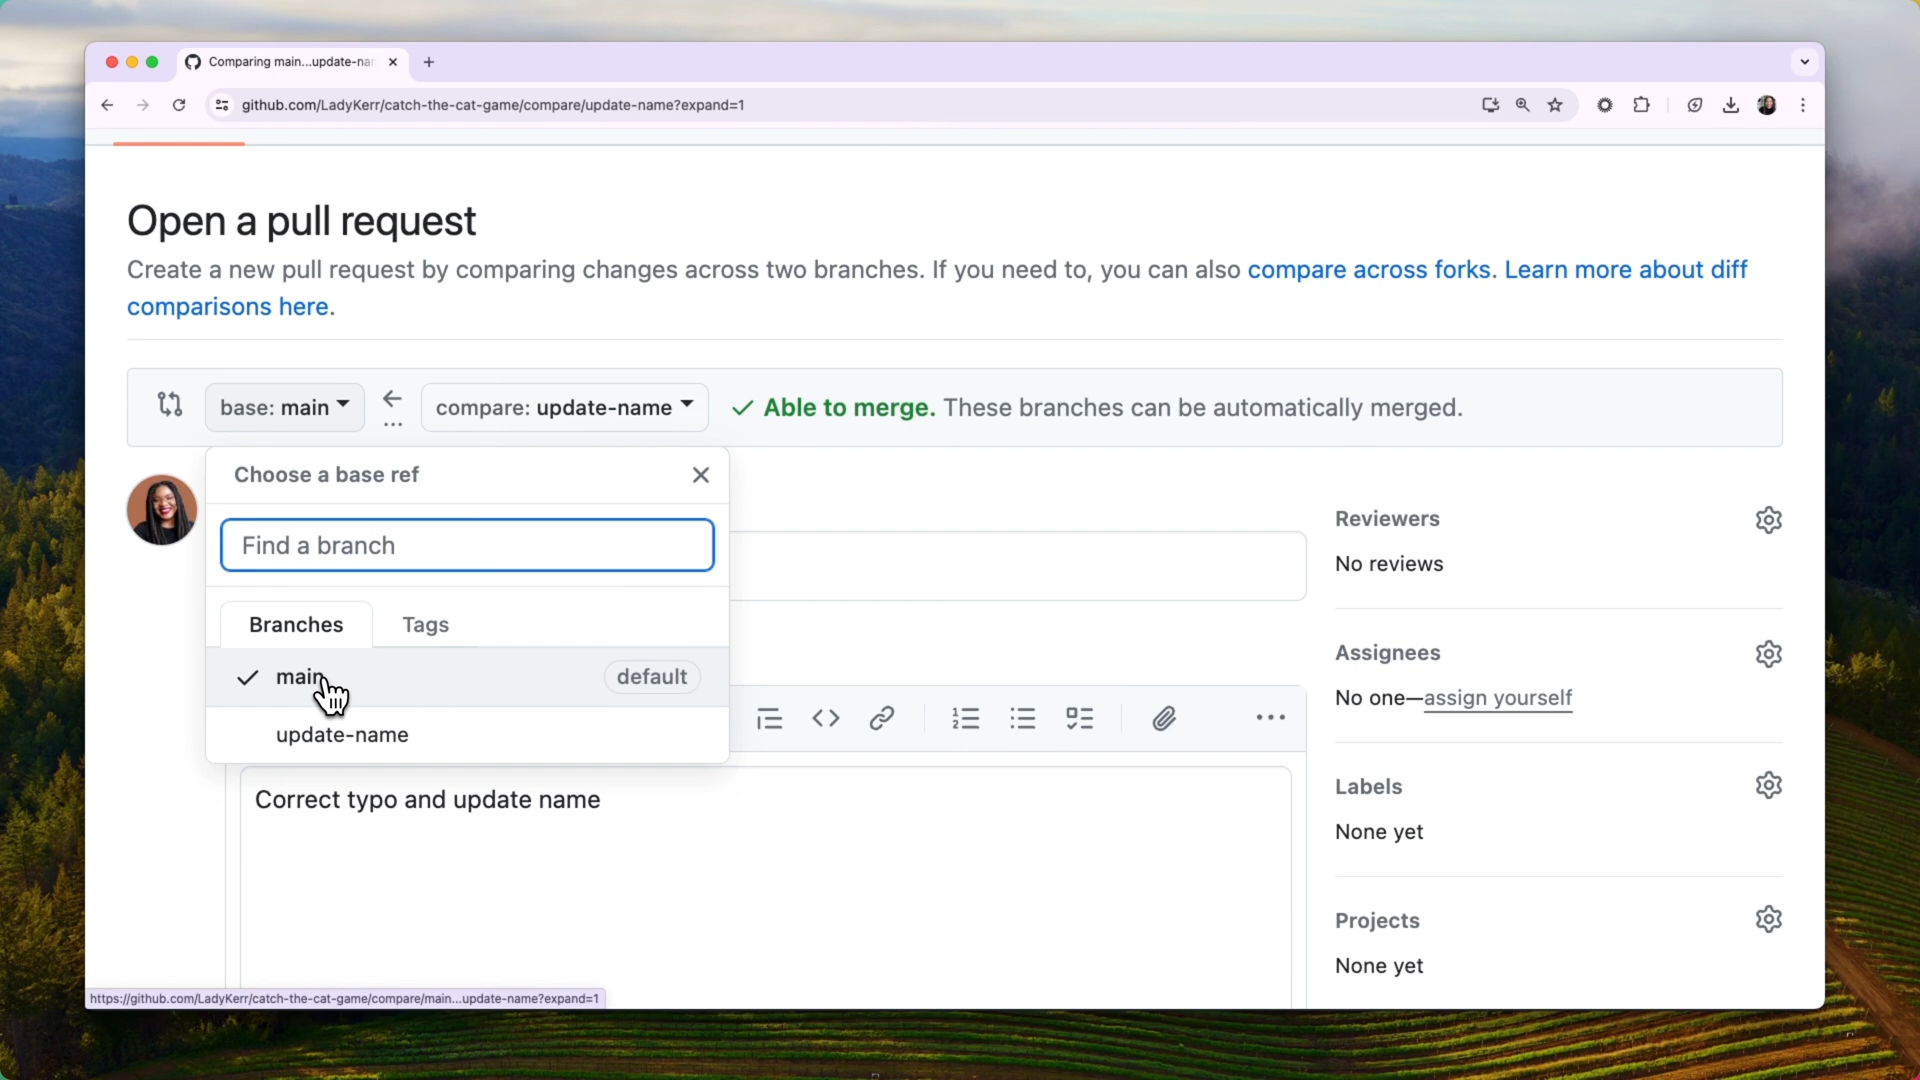 Comparing main...update-nar
github.com/LadyKerr/catch-the-cat-game/compare/update-name?expand=1
Open a pull request
Create a new pull request by comparing changes across two branches. If you need to, you can also compare across forks. Learn more about diff
comparisons here.
base: main
compare: update-name
Able to merge. These branches can be automatically merged.
Choose a base ref
Find a branch
Branches
Tags
main
default
update-name
Correct typo and update name
Reviewers
No reviews
Assignees
No one—assign yourself
Labels
None yet
Projects
None yet
https://github.com/LadyKerr/catch-the-cat-game/compare/main...update-name?expand=1